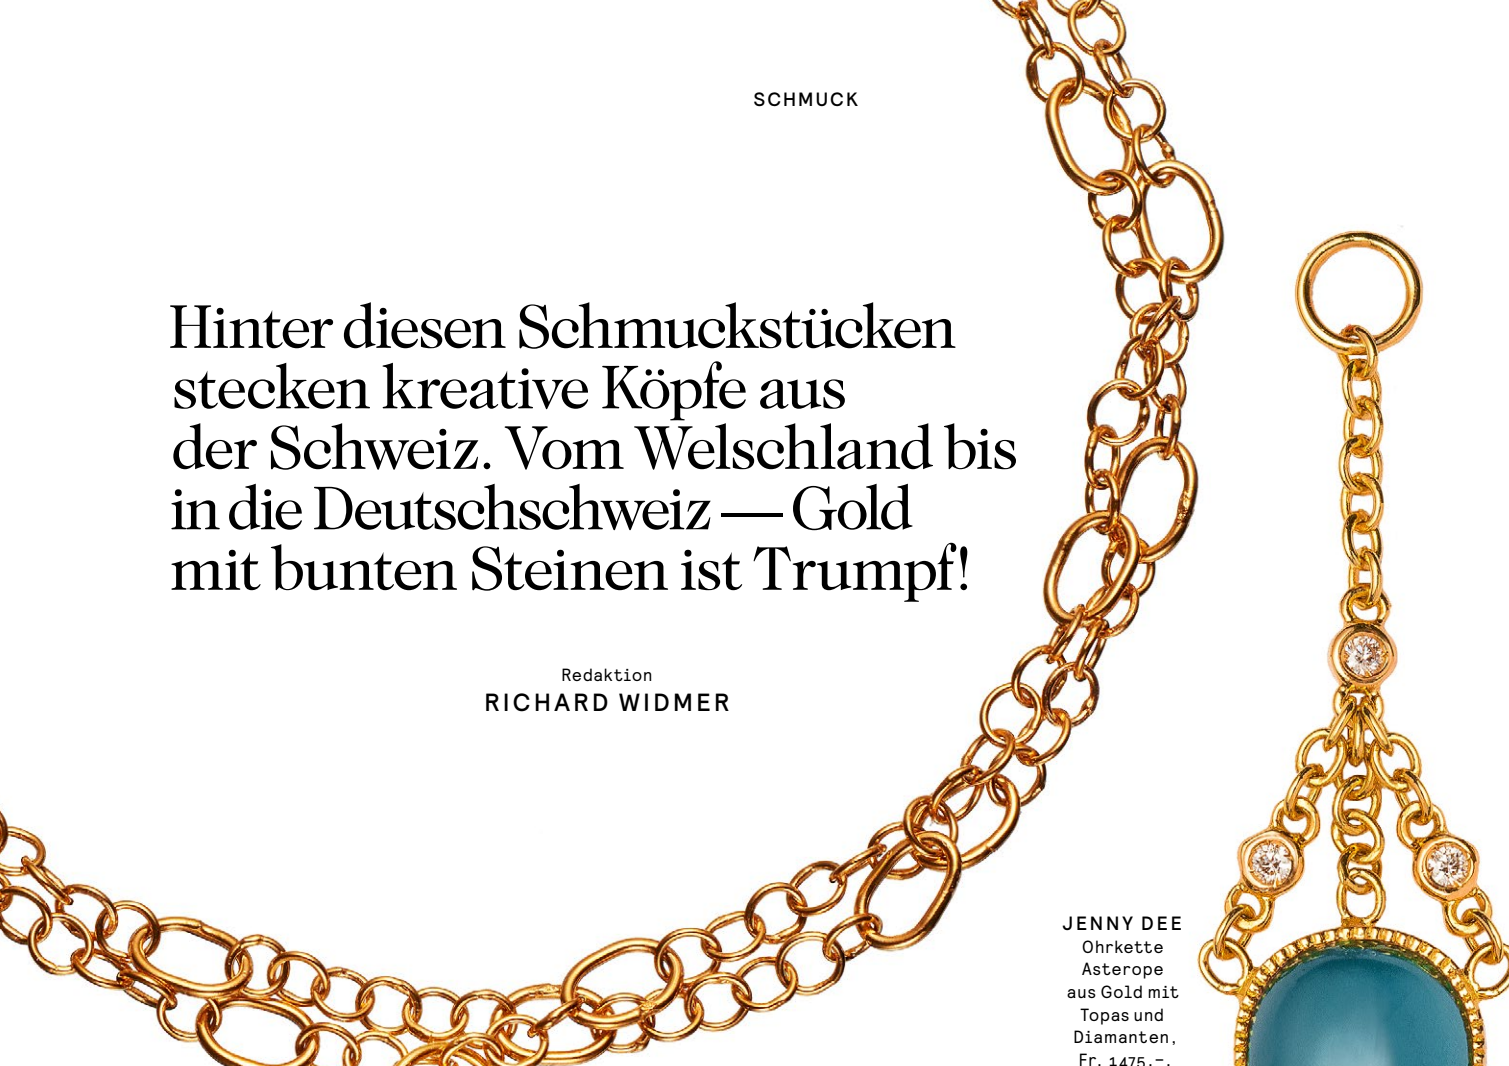 SCHMUCK
Hinter diesen Schmuckstücken
stecken kreative Köpfe aus
der Schweiz. Vom Welschland bis
in die Deutschschweiz — Gold
mit bunten Steinen ist Trumpf!
Redaktion
RICHARD WIDMER
JENNY DEE
Ohrkette
Asterope
aus Gold mit
Topas und
Diamanten,
Fr. 1475.–.